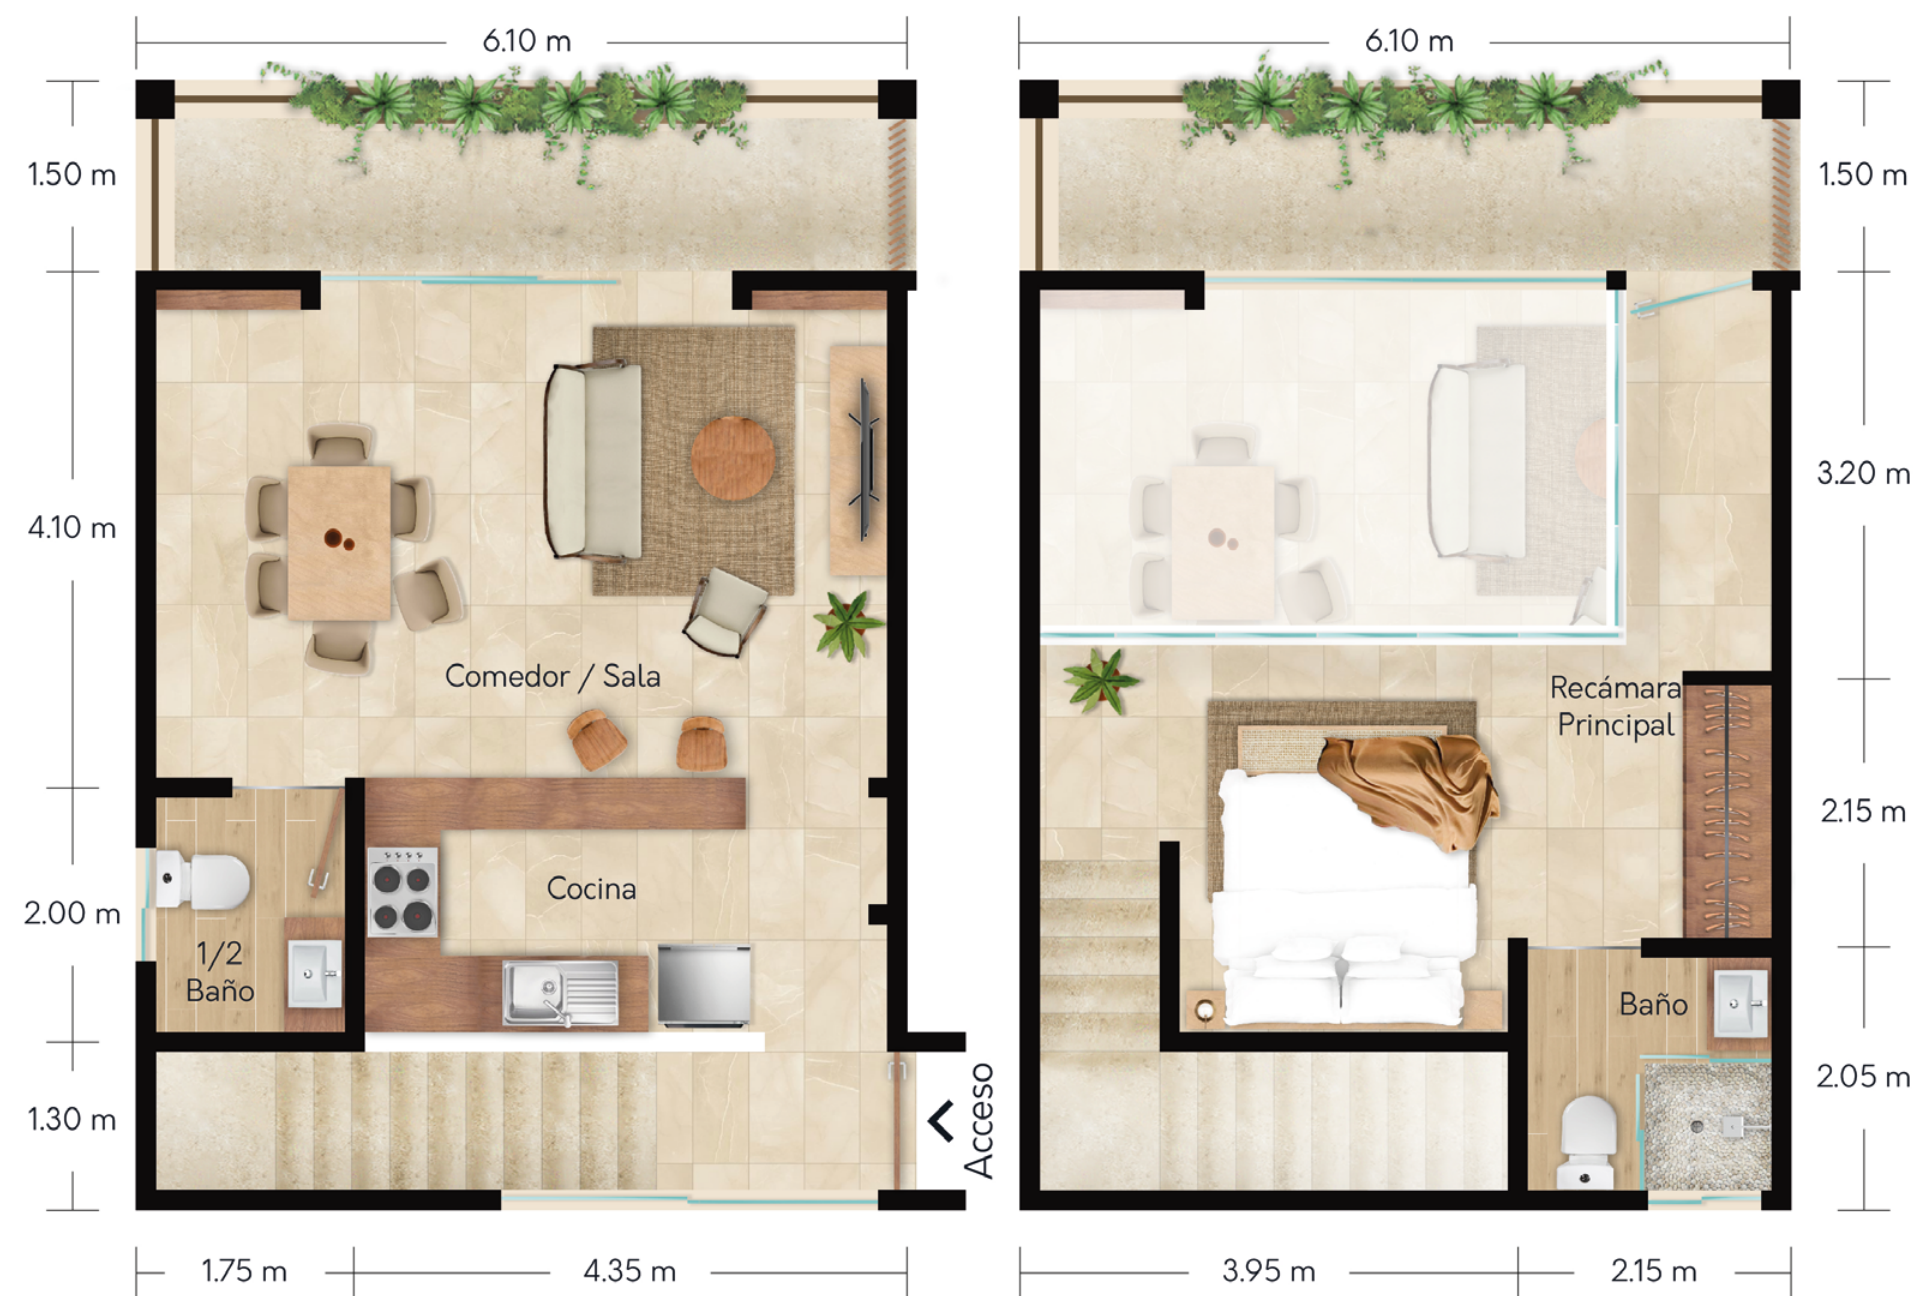 6.10 m
6.10 m
1.50 m
1.50 m
4.10 m
3.20 m
Comedor / Sala
Recámara
Principal
2.15 m
Cocina
2.00 m
1/2
Baño
Baño
Acceso
2.05 m
1.30 m
1.75 m
4.35 m
3.95 m
2.15 m